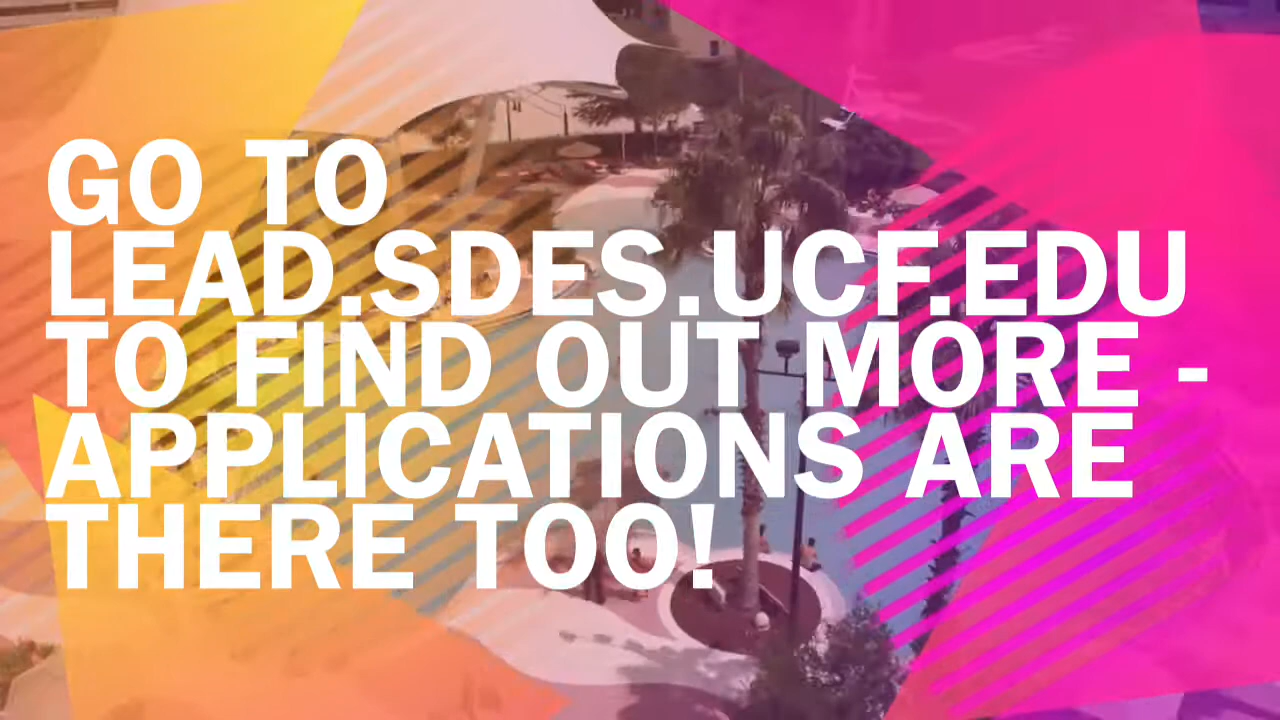 GO TO
LEAD.SDES.UCF.EDU
TO FIND OUT MORE -
APPLICATIONS ARE
THERE TOO!